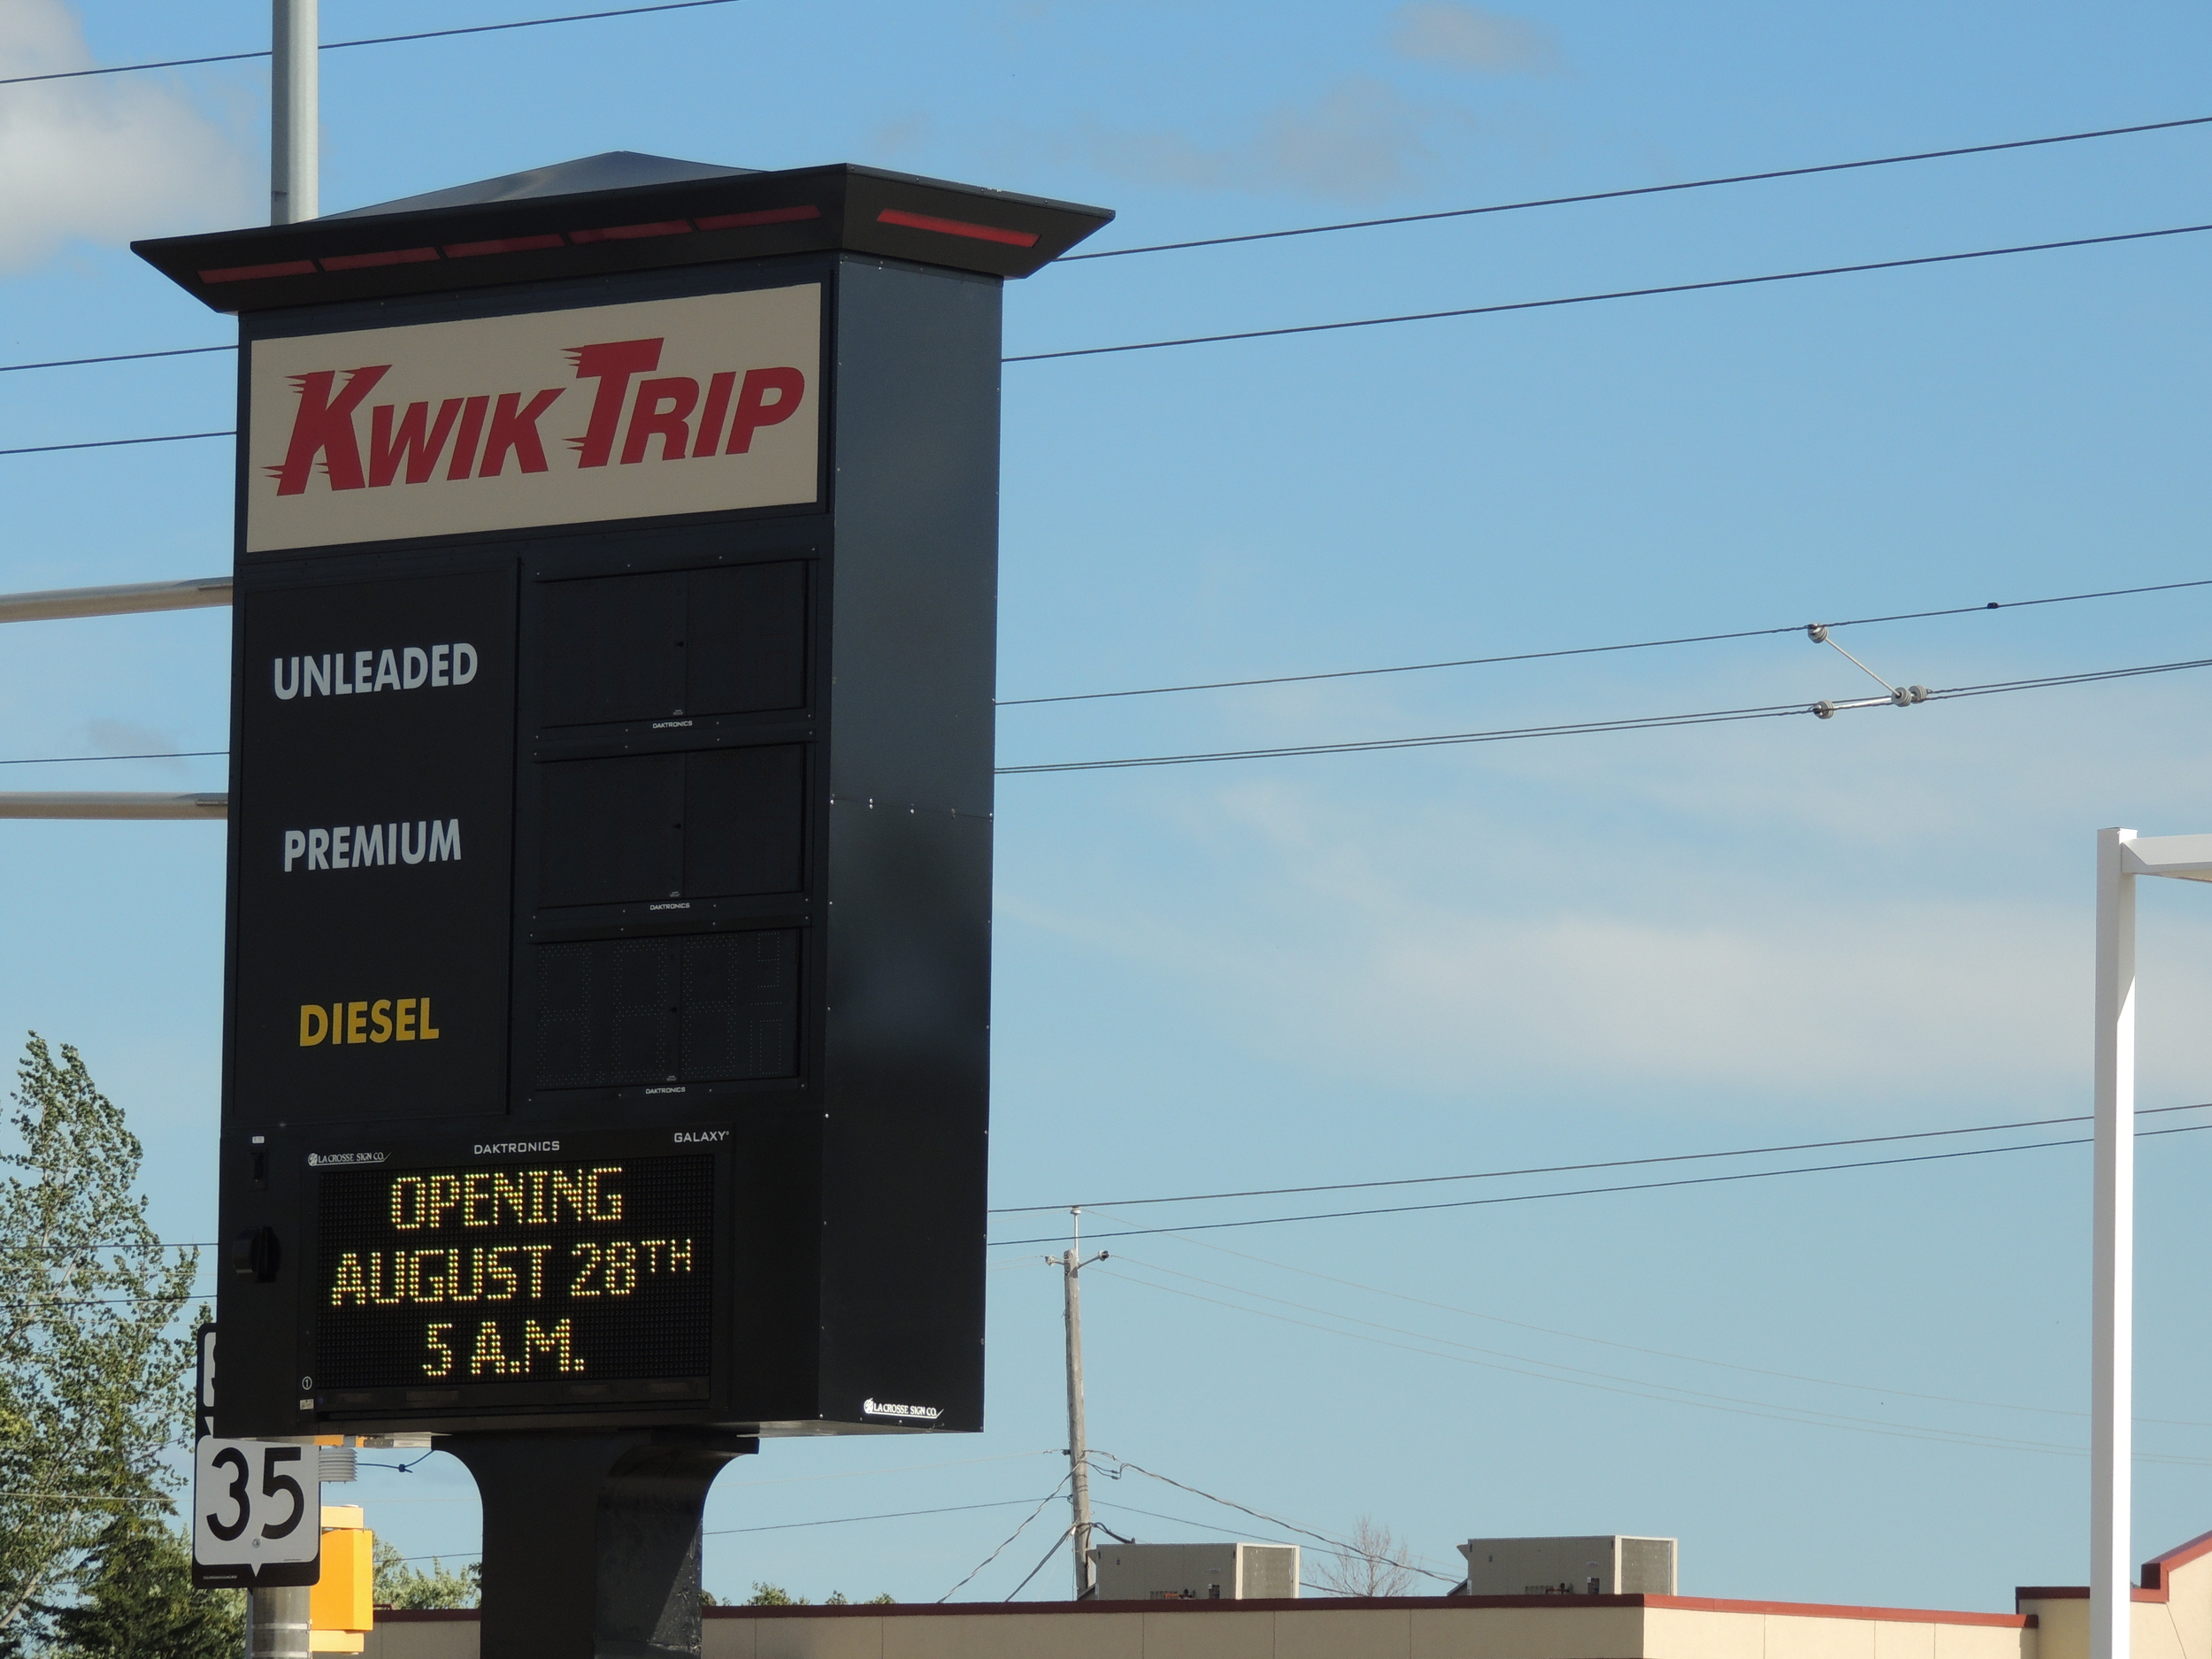 KWIK TRIP
UNLEADED
DAKTRONICS
PREMIUM
DAKTRONICS
DIESEL
DAKTRONICS
LA CROSSE SIGN CO.
DAKTRONICS
GALAXY
OPENING
AUGUST 28TH
5 A.M.
LA CROSSE SIGN CO.
35